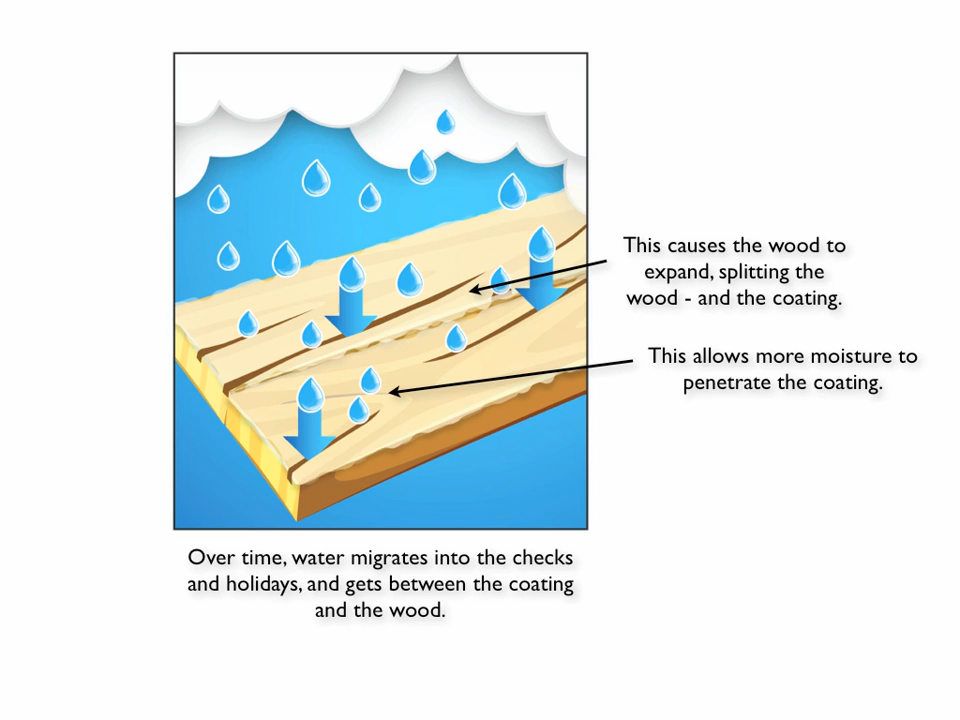 This causes the wood to
expand, splitting the
wood - and the coating.
This allows more moisture to
penetrate the coating.
Over time, water migrates into the checks
and holidays, and gets between the coating
and the wood.